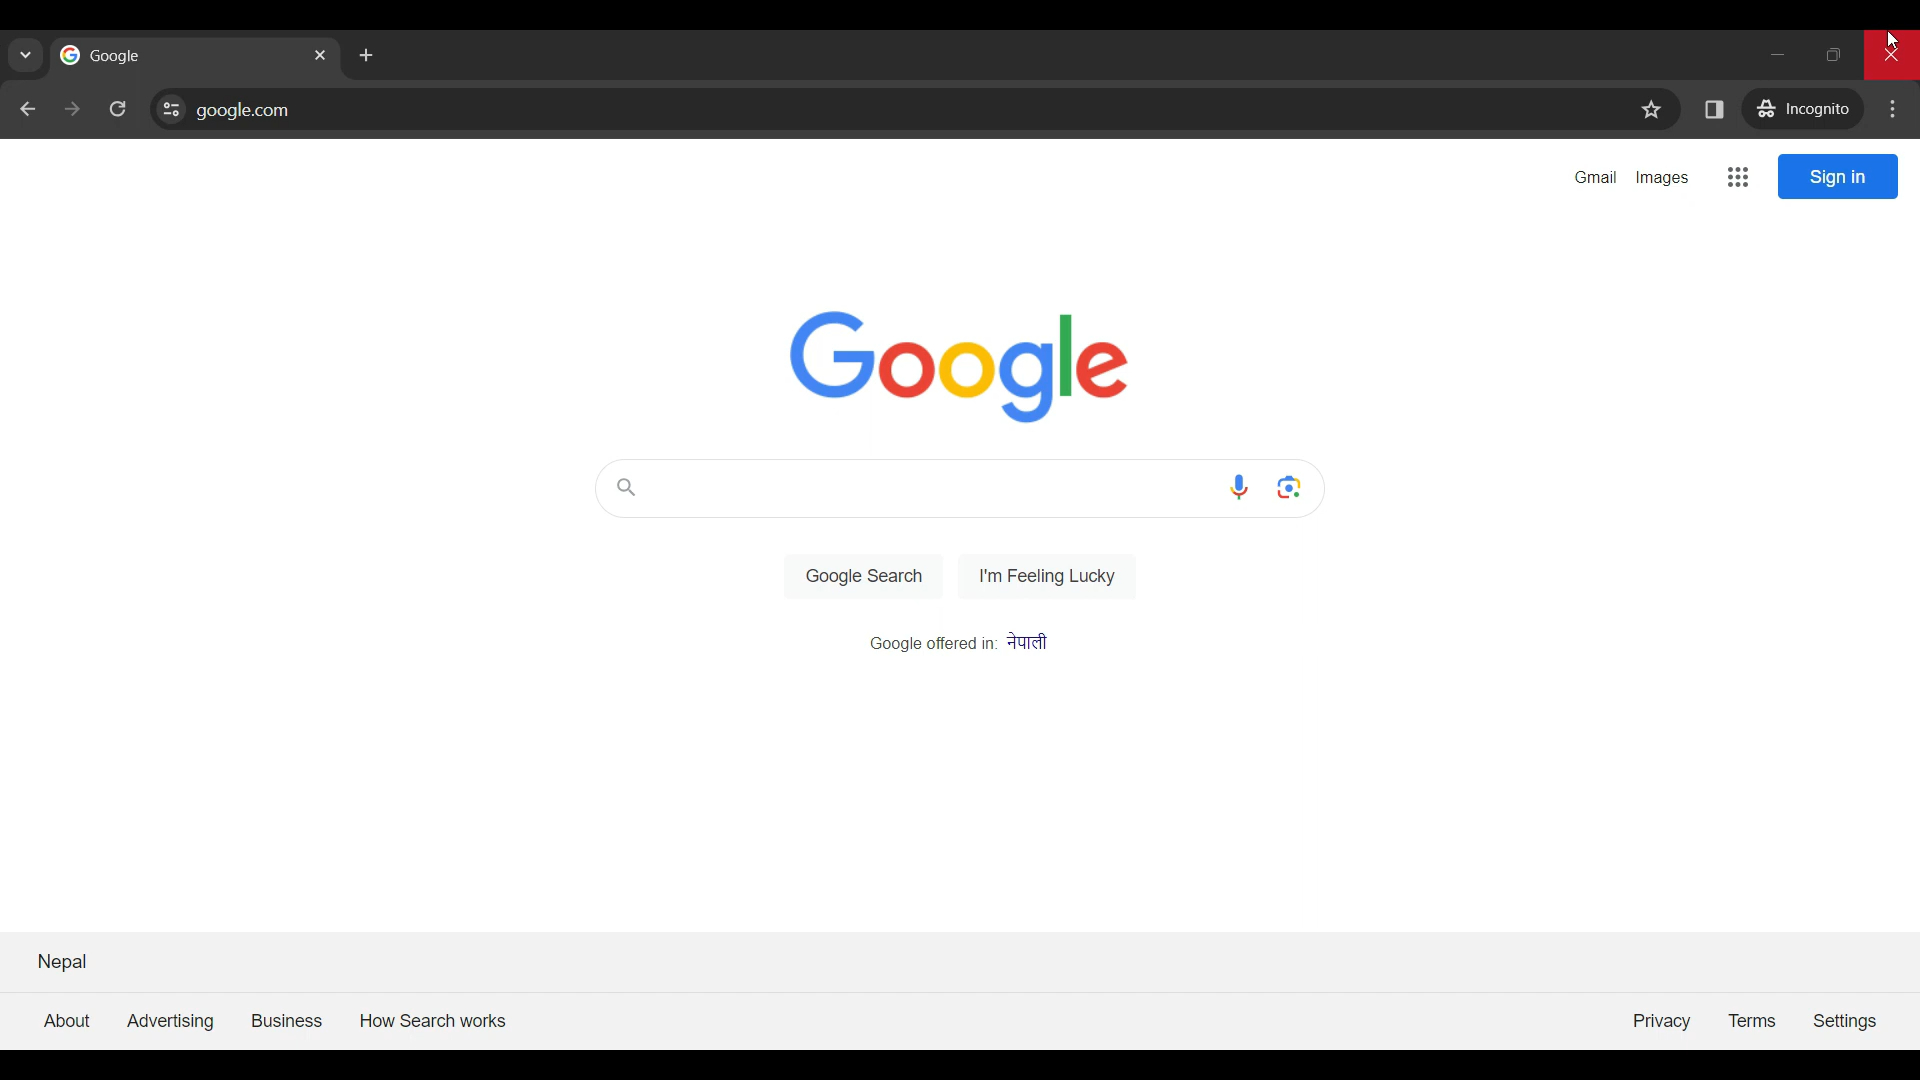 Google
google.com
Incognito
Gmail Images
Sign in
Google
Google Search I'm Feeling Lucky
Google offered in: नेपाली
Nepal
About Advertising Business How Search works Privacy Terms Settings